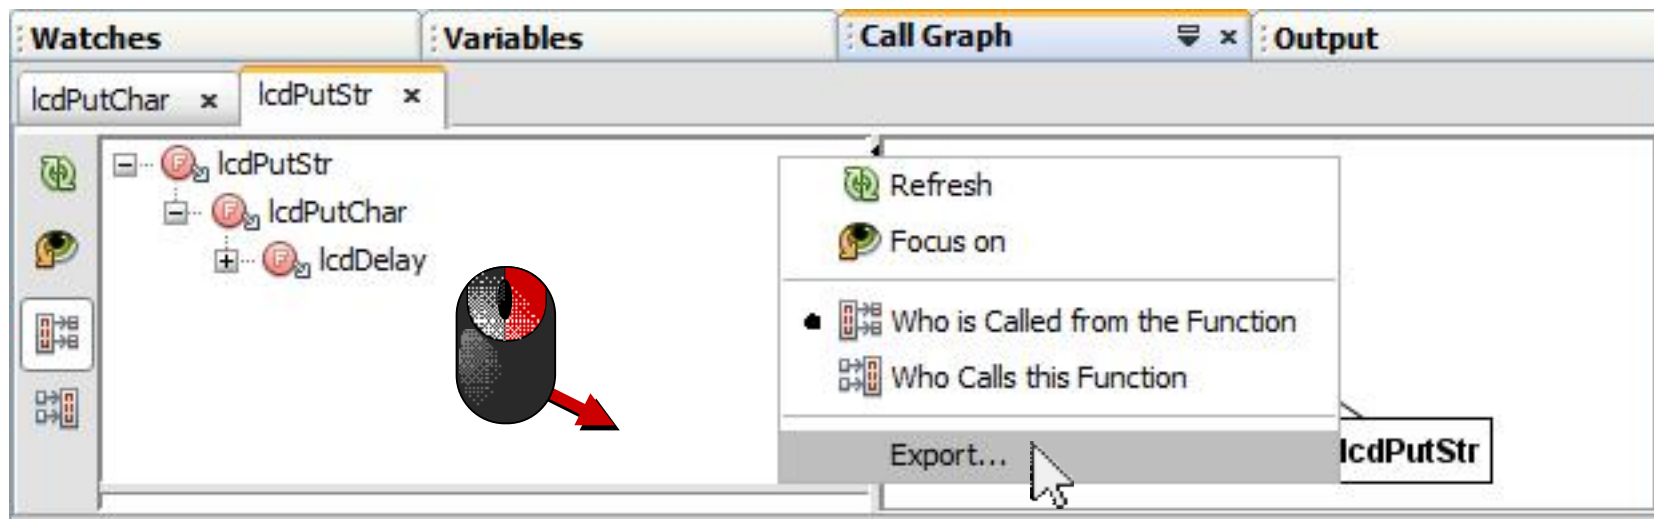 Watches Variables Call Graph Output
lcdPutChar lcdPutStr
lcdPutStr
lcdPutChar
lcdDelay
Refresh
Focus on
Who is Called from the Function
Who Calls this Function
Export...
lcdPutStr